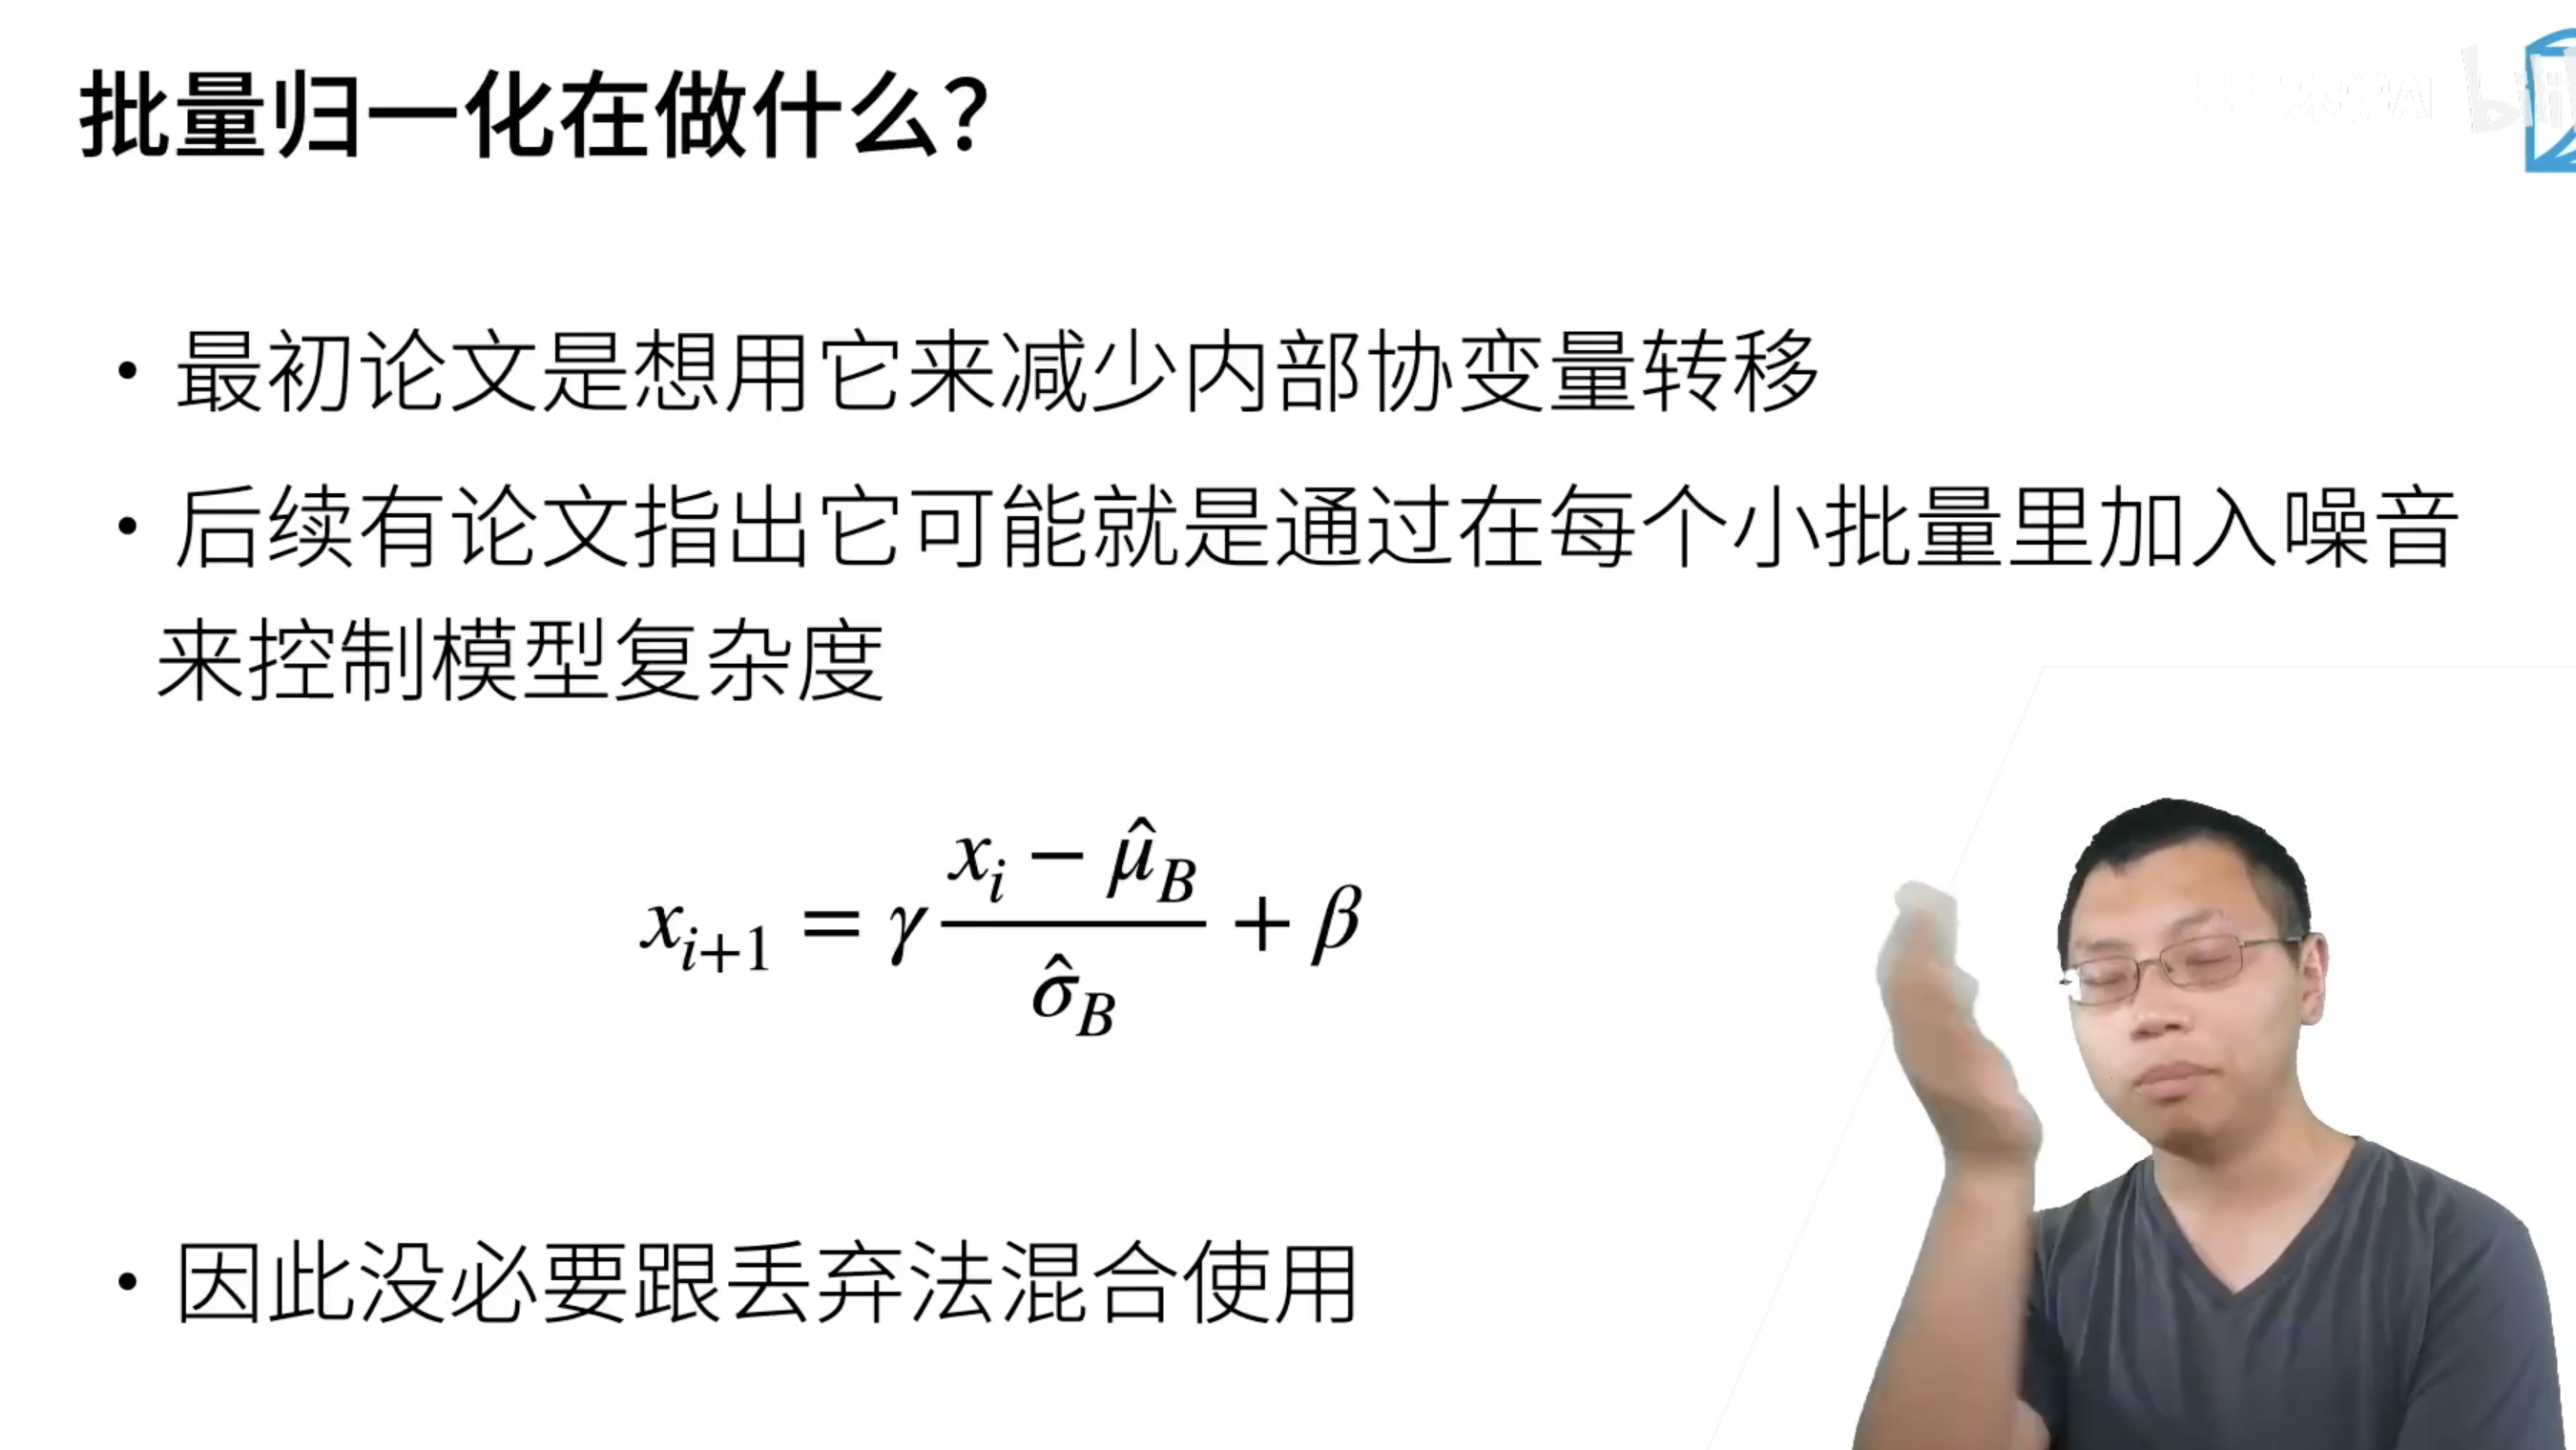 批量归一化在做什么？
• 最初论文是想用它来减少内部协变量转移
• 后续有论文指出它可能就是通过在每个小批量里加入噪音
来控制模型复杂度
x_{i+1} = γ \frac{x_i − \hat{μ}_B}{\hat{σ}_B} + β
• 因此没必要跟丢弃法混合使用